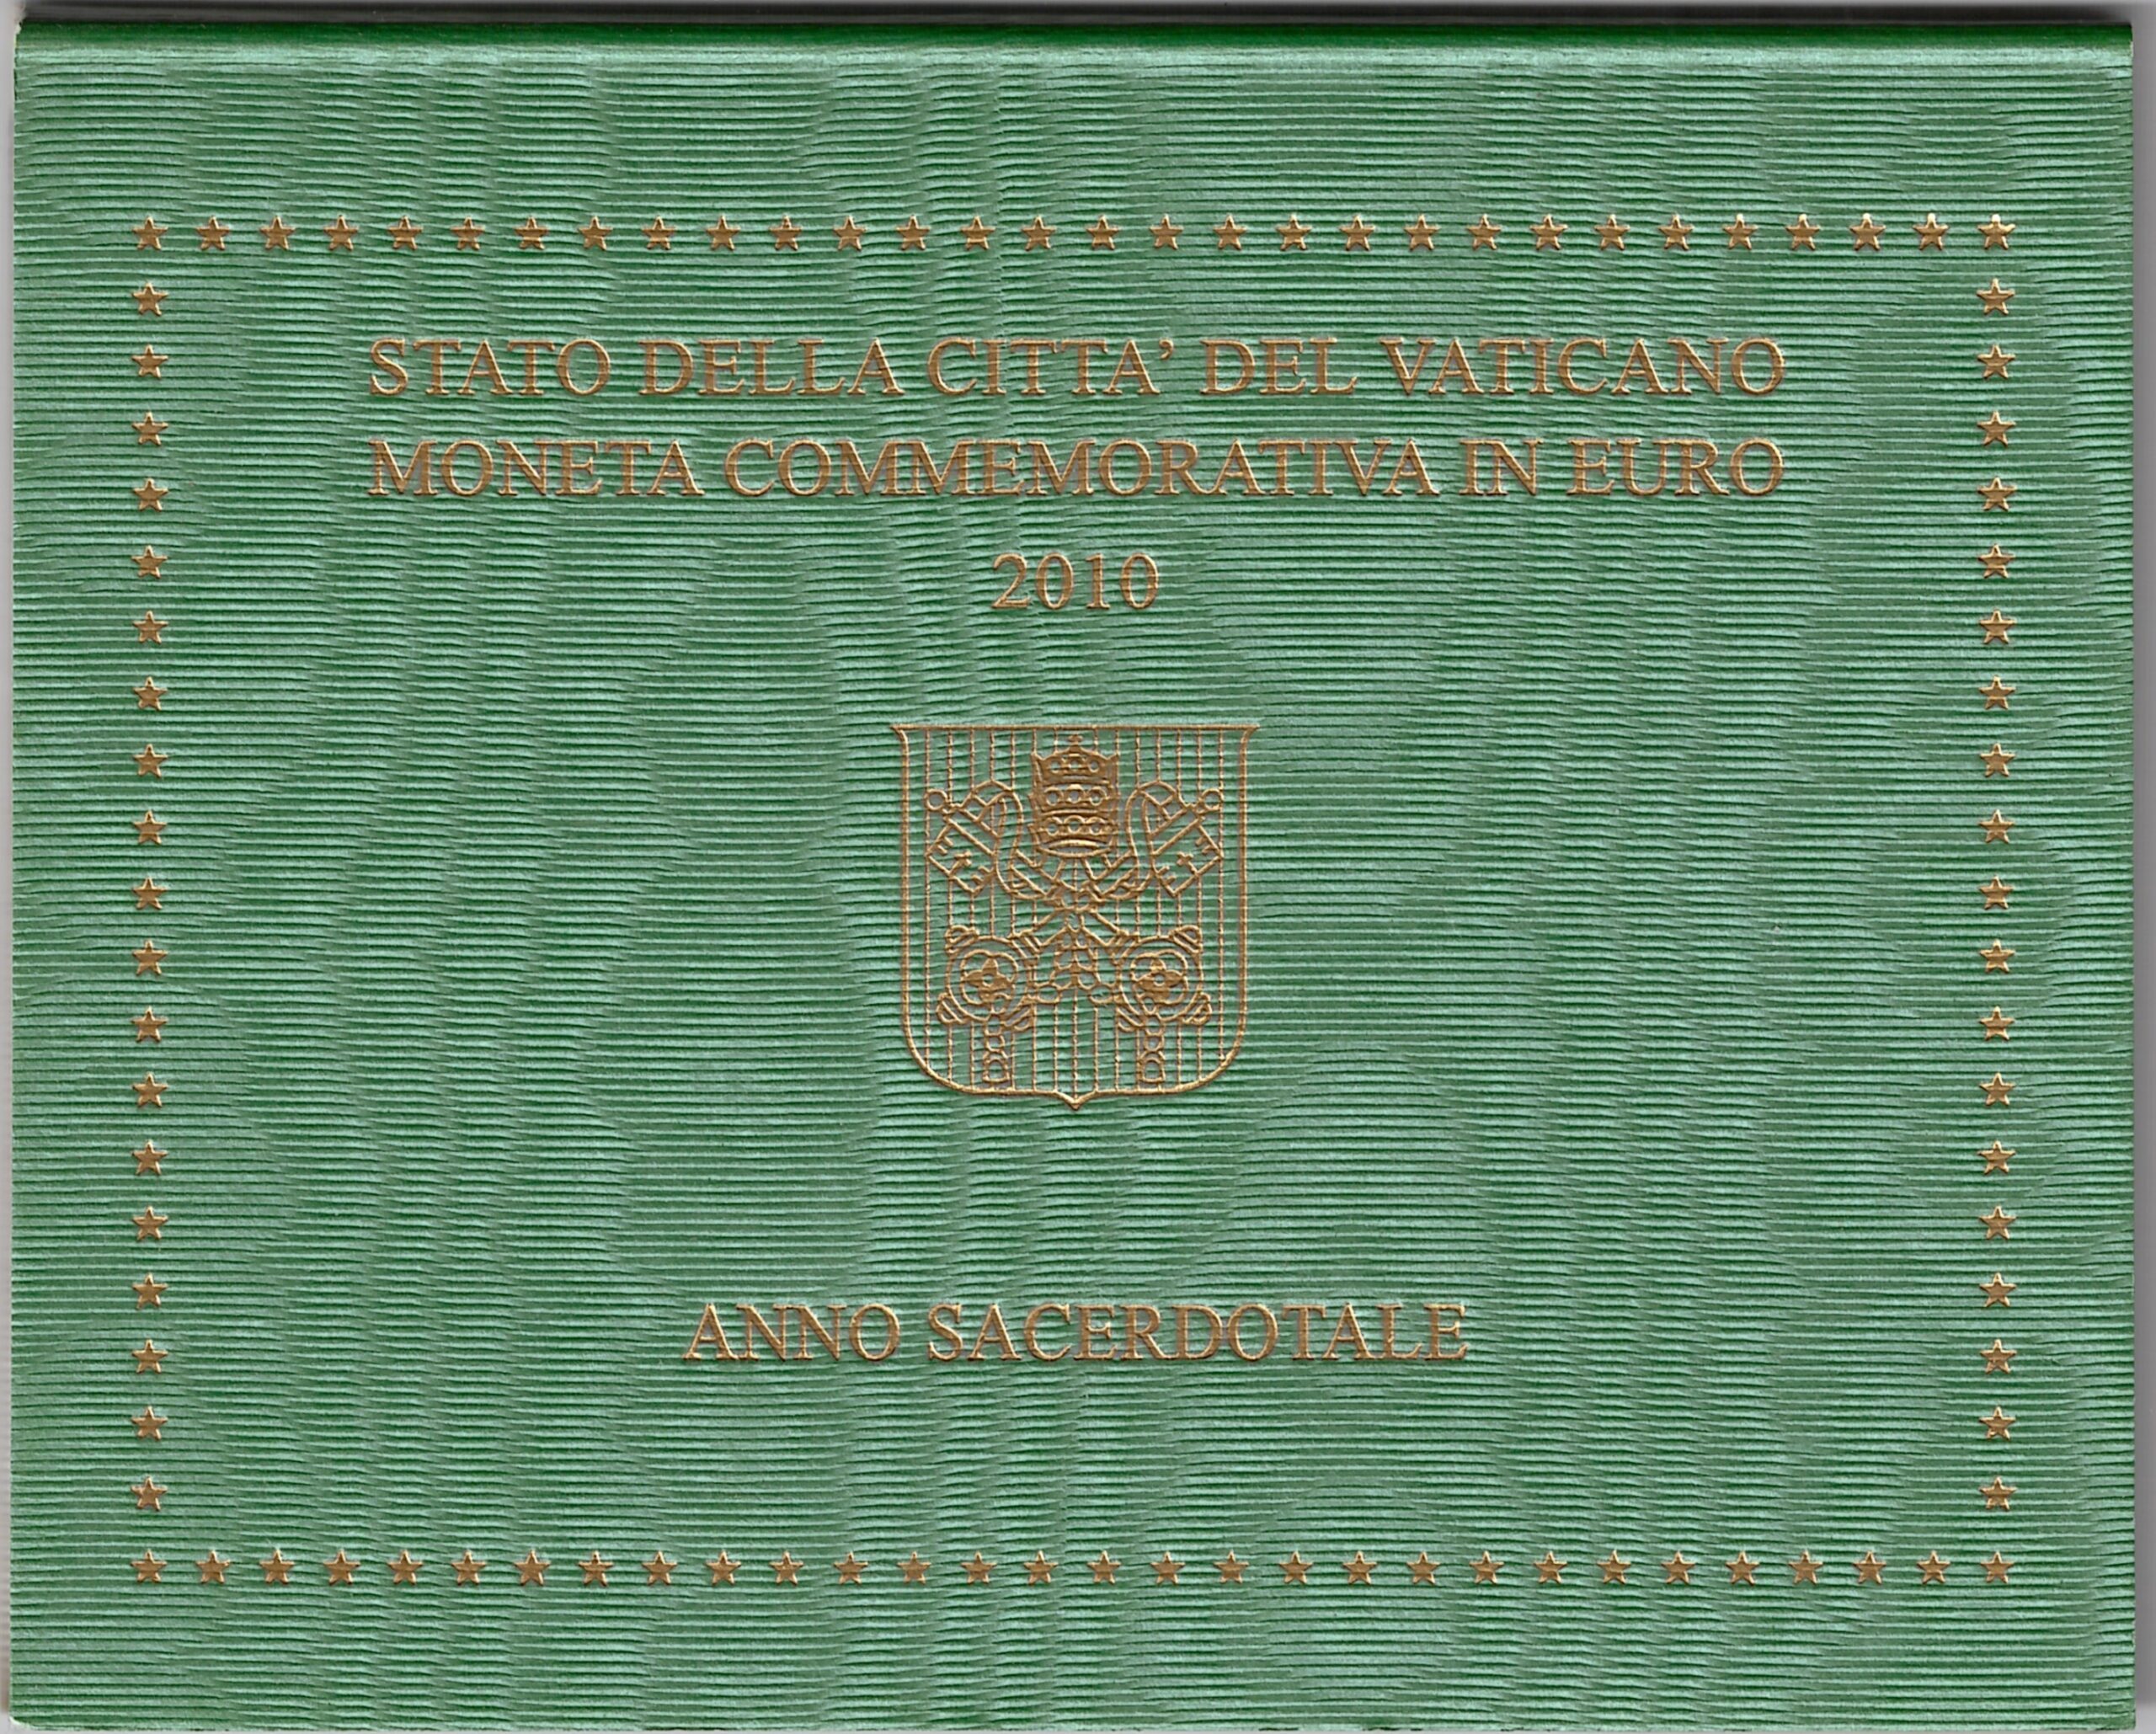 STATO DELLA CITTA’ DEL VATICANO
MONETA COMMEMORATIVA IN EURO
2010
ANNO SACERDOTALE